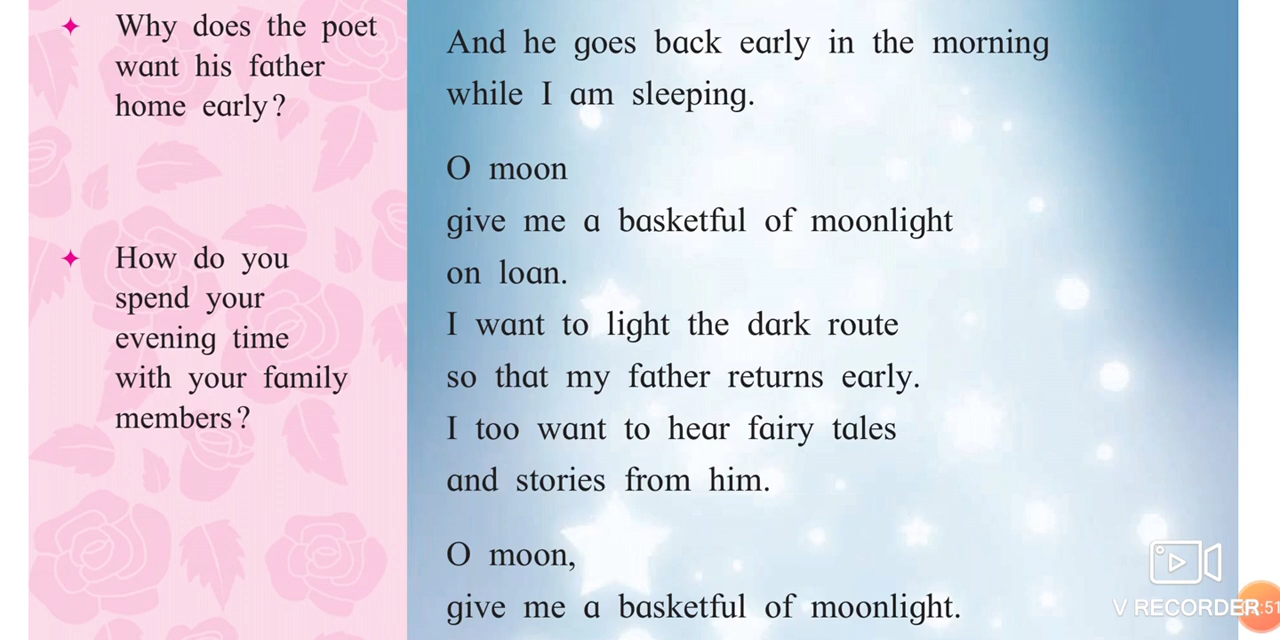 ✦ Why does the poet
want his father
home early?
✦ How do you
spend your
evening time
with your family
members?
And he goes back early in the morning
while I am sleeping.
O moon
give me a basketful of moonlight
on loan.
I want to light the dark route
so that my father returns early.
I too want to hear fairy tales
and stories from him.
O moon,
give me a basketful of moonlight.
V RECORDER
:51